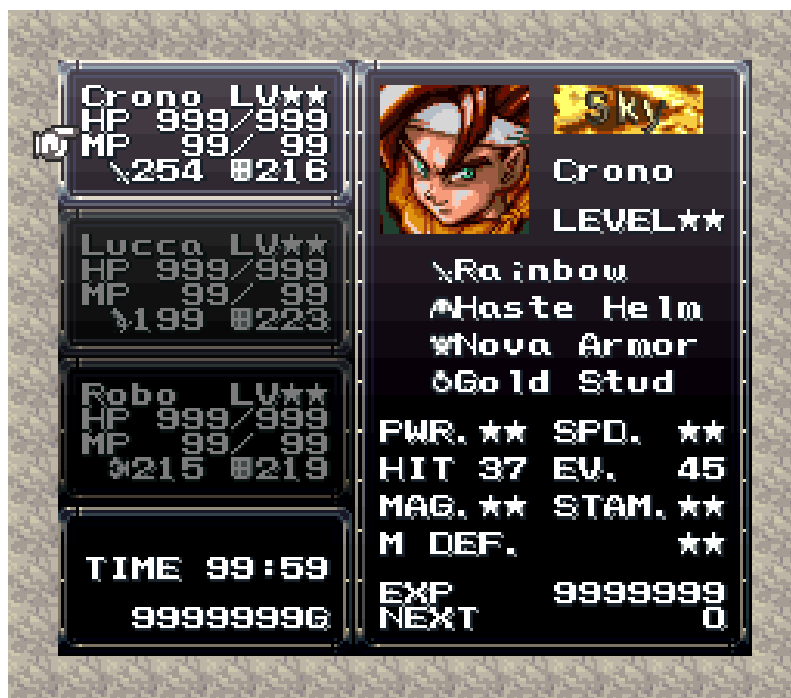 Crono LV★★
HP 999/999
MP 99/ 99
254 216
Lucca LV★★
HP 999/999
MP 99/ 99
199 223
Robo LV★★
HP 999/999
MP 99/ 99
215 219
TIME 99:59
9999999G
Sky
Crono
LEVEL★★
Rainbow
Haste Helm
Nova Armor
Gold Stud
PWR.★★ SPD. ★★
HIT 37 EV. 45
MAG.★★ STAM.★★
M DEF. ★★
EXP 9999999
NEXT 0